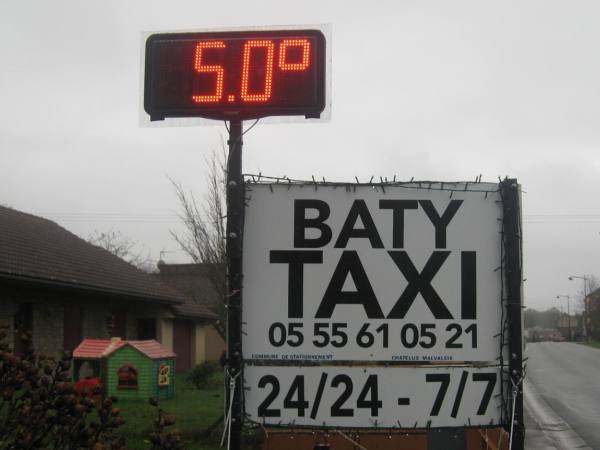 5.0°
BATY
TAXI
05 55 61 05 21
COMMUNE DE STATIONNEMENT CHATELUS MALVALEIX
24/24 - 7/7